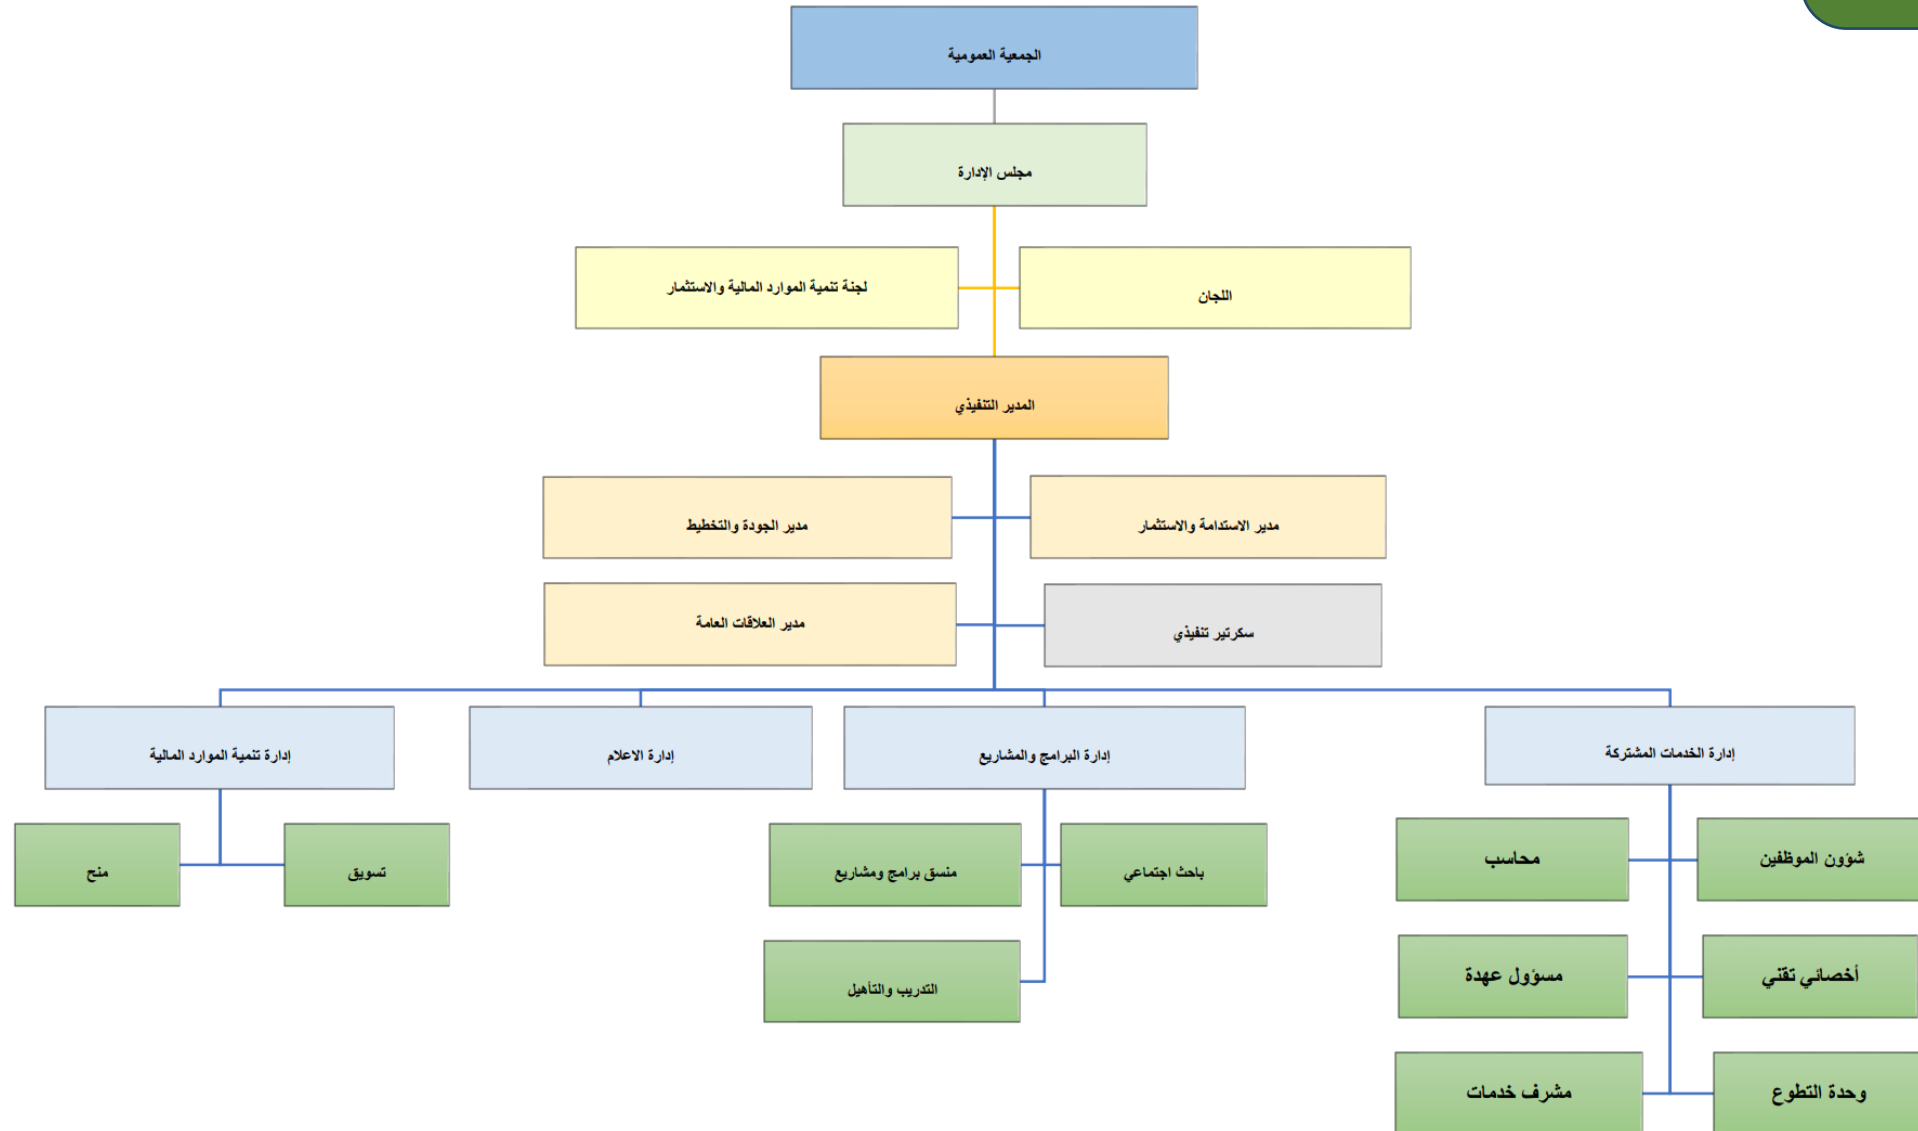 الجمعية العمومية
مجلس الإدارة
اللجان
لجنة تنمية الموارد المالية والاستثمار
المدير التنفيذي
مدير الاستدامة والاستثمار
مدير الجودة والتخطيط
سكرتير تنفيذي
مدير العلاقات العامة
إدارة الخدمات المشتركة
إدارة البرامج والمشاريع
إدارة الاعلام
إدارة تنمية الموارد المالية
شؤون الموظفين
محاسب
باحث اجتماعي
منسق برامج ومشاريع
تسويق
منح
أخصائي تقني
مسؤول عهدة
التدريب والتأهيل
وحدة التطوع
مشرف خدمات